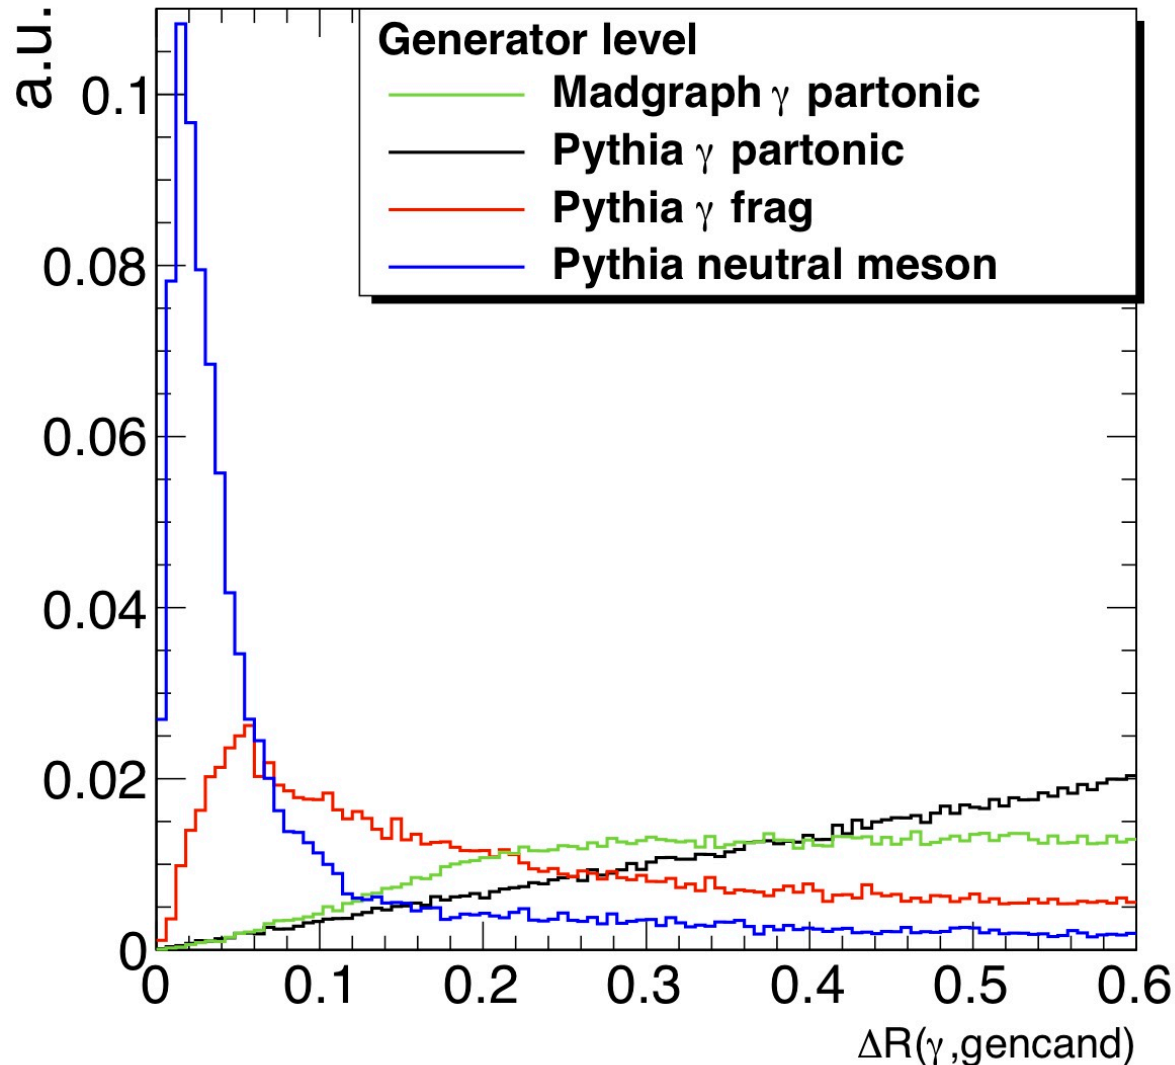 a.u.
Generator level
Madgraph γ partonic
Pythia γ partonic
Pythia γ frag
Pythia neutral meson
0.1
0.08
0.06
0.04
0.02
0
0 0.1 0.2 0.3 0.4 0.5 0.6
ΔR(γ,gencand)